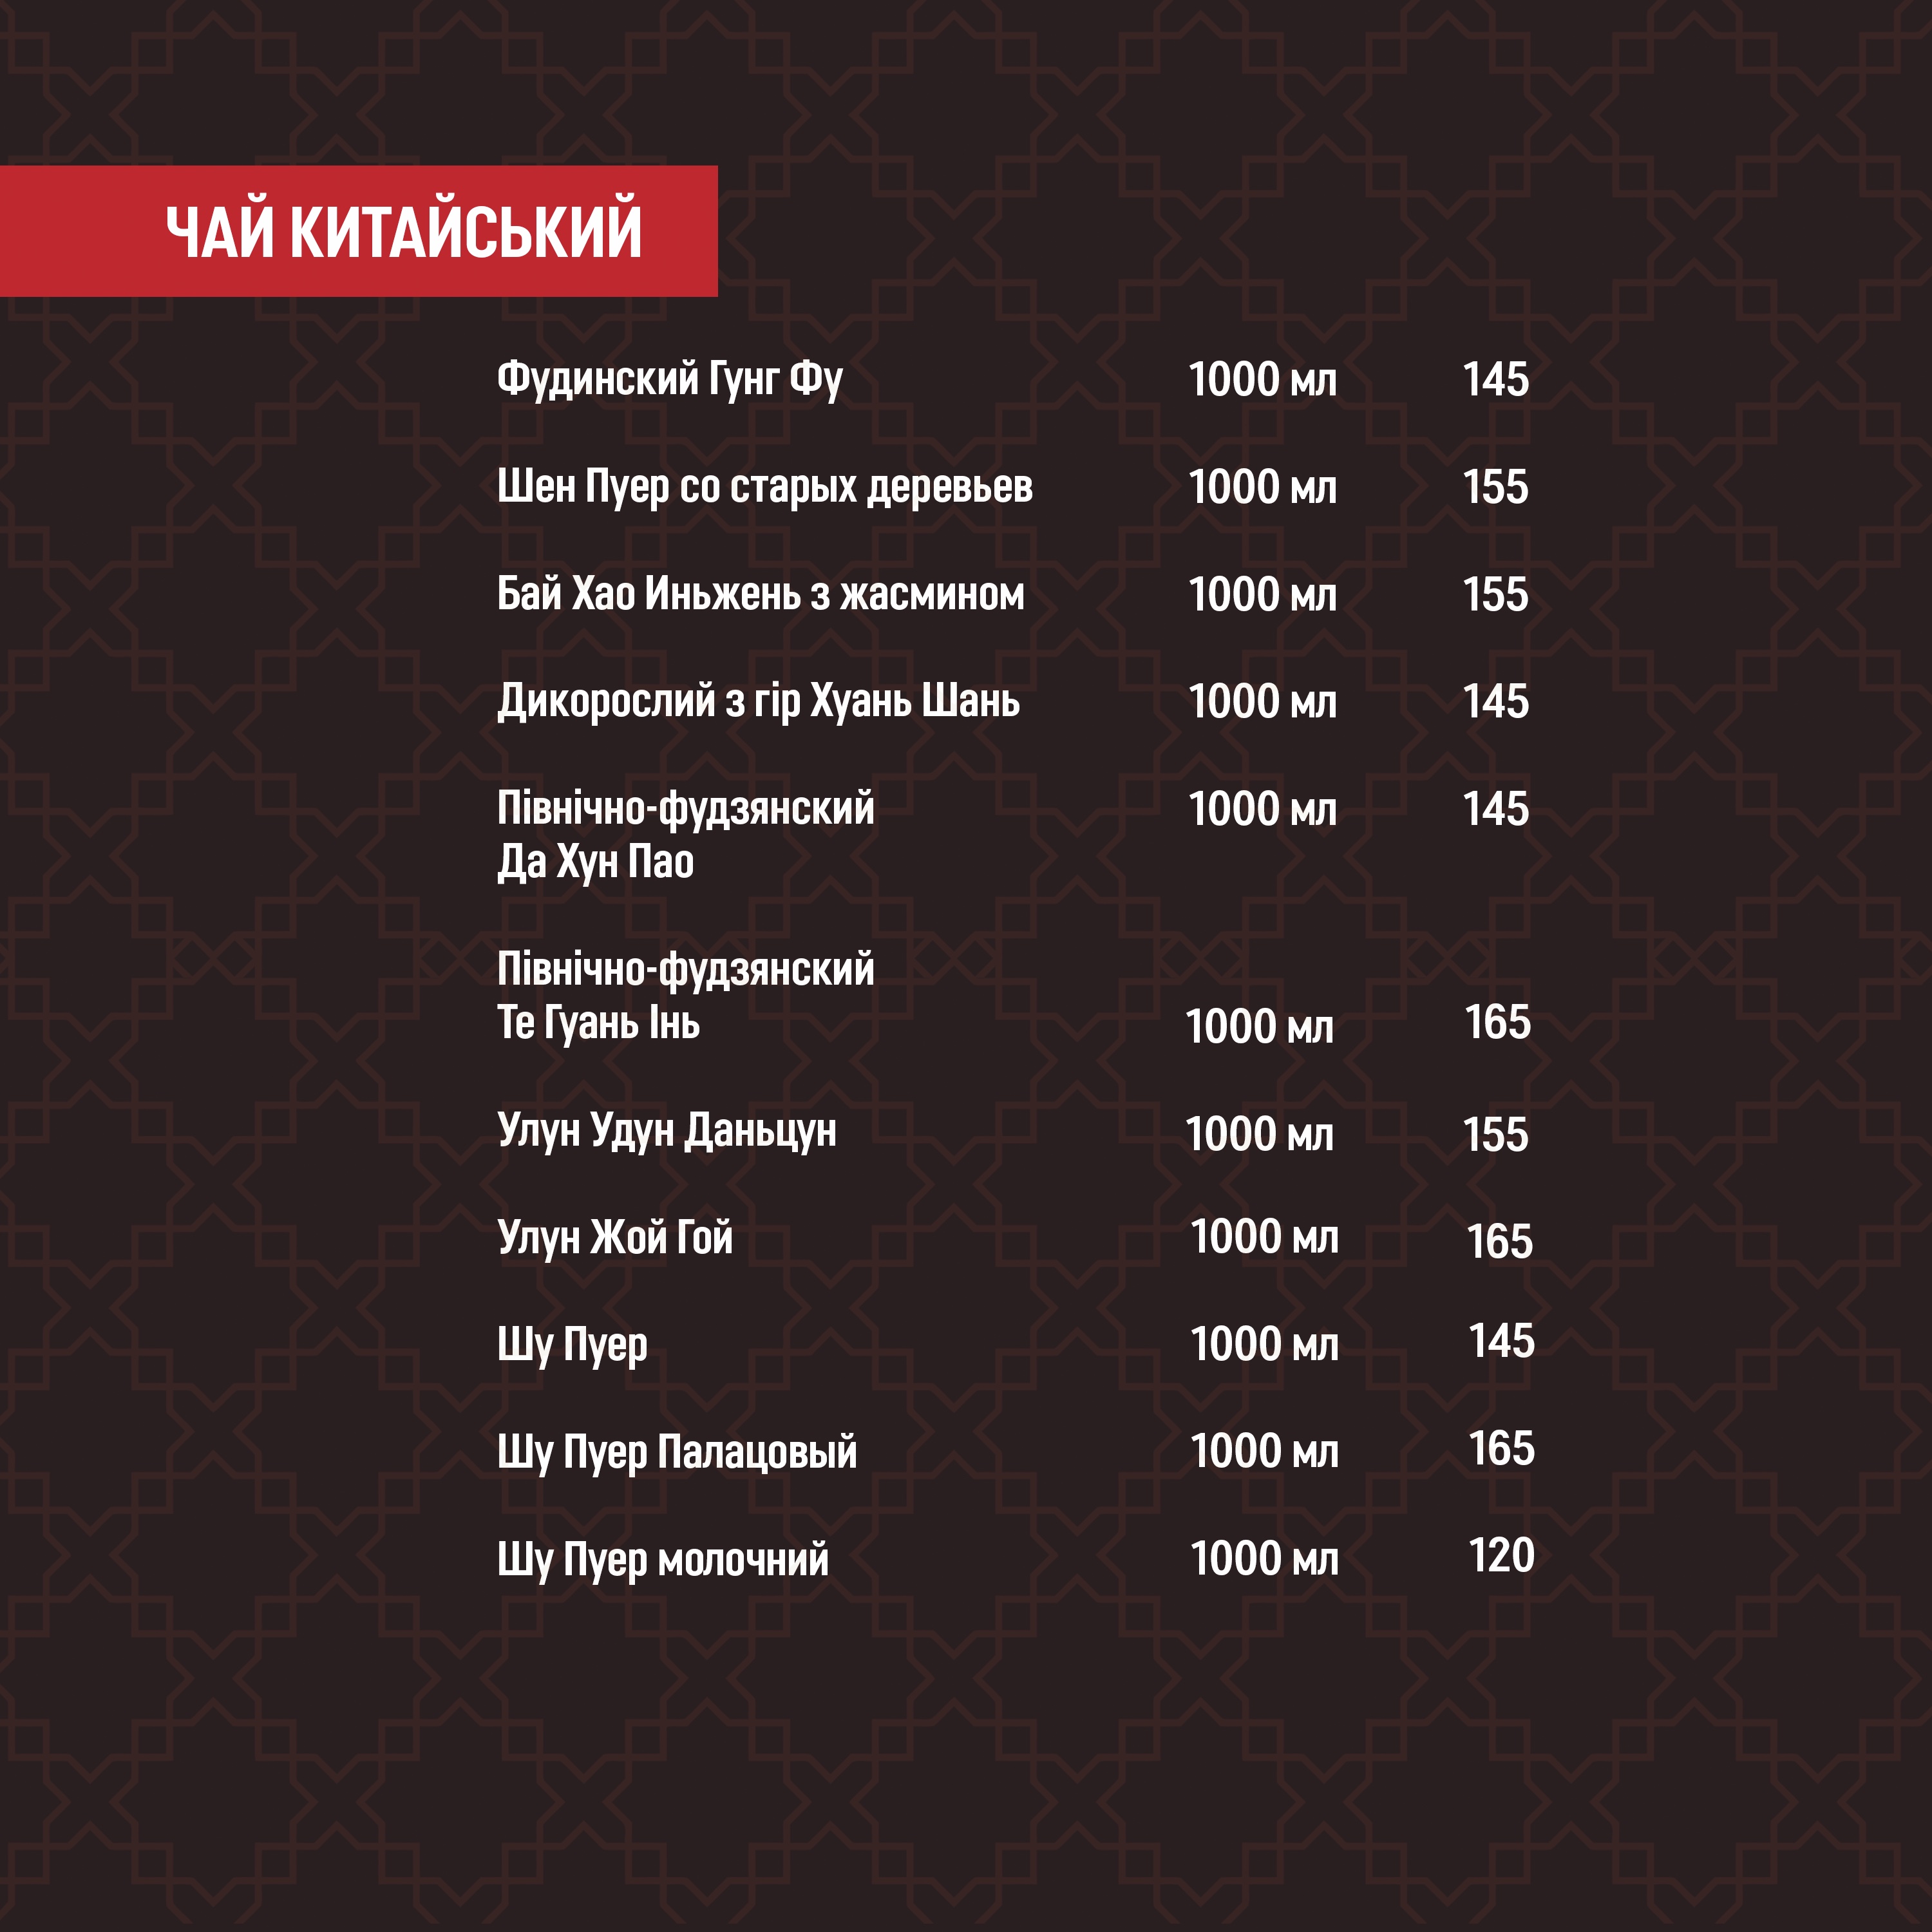 ЧАЙ КИТАЙСЬКИЙ
Фудинский Гунг Фу 1000 мл 145
Шен Пуер со старых деревьев 1000 мл 155
Бай Хао Иньжень з жасмином 1000 мл 155
Дикорослий з гір Хуань Шань 1000 мл 145
Північно-фудзянский 1000 мл 145
Да Хун Пао
Північно-фудзянский
Те Гуань Інь 1000 мл 165
Улун Удун Даньцун 1000 мл 155
Улун Жой Гой 1000 мл 165
Шу Пуер 1000 мл 145
Шу Пуер Палацовый 1000 мл 165
Шу Пуер молочний 1000 мл 120